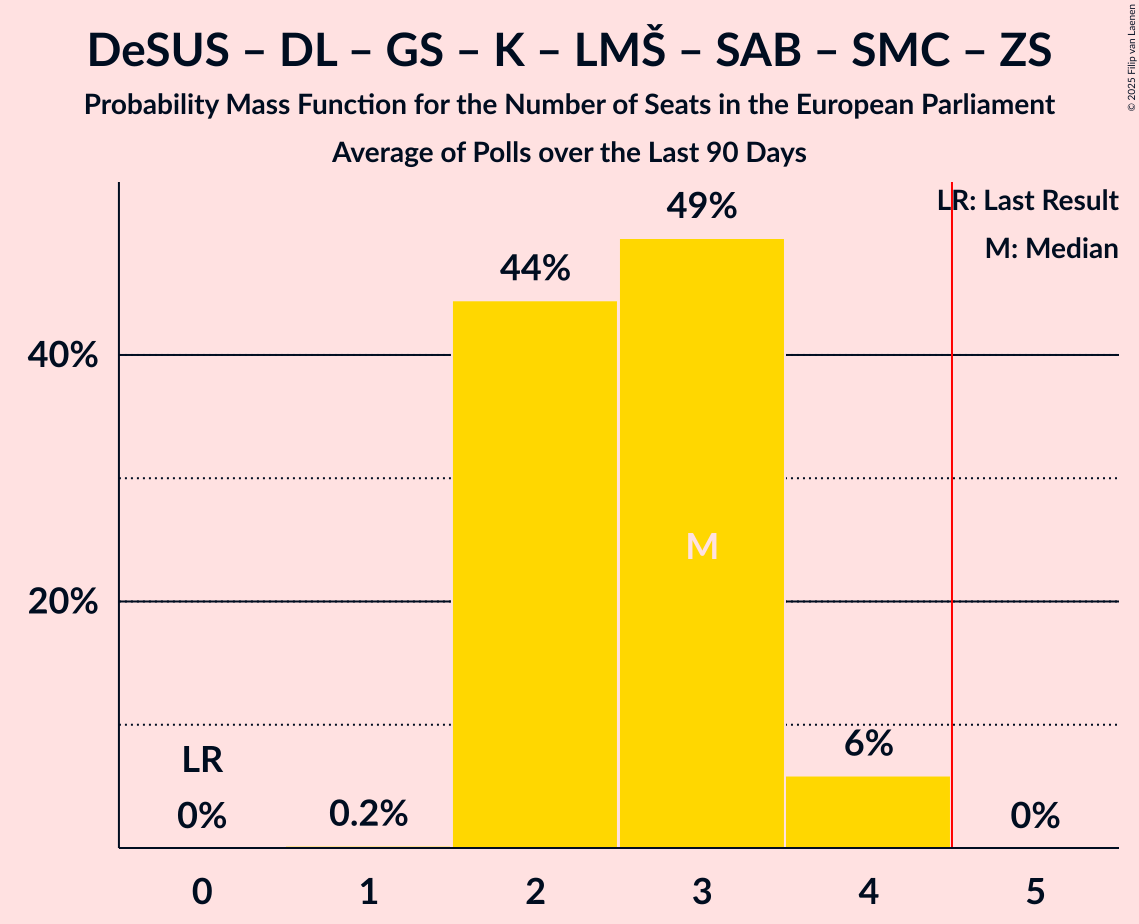 DeSUS – DL – GS – K – LMŠ – SAB – SMC – ZS
Probability Mass Function for the Number of Seats in the European Parliament
Average of Polls over the Last 90 Days
© 2025 Filip van Laenen
LR: Last Result
M: Median
49%
44%
40%
M
20%
LR
6%
0%
0.2%
0%
0 1 2 3 4 5